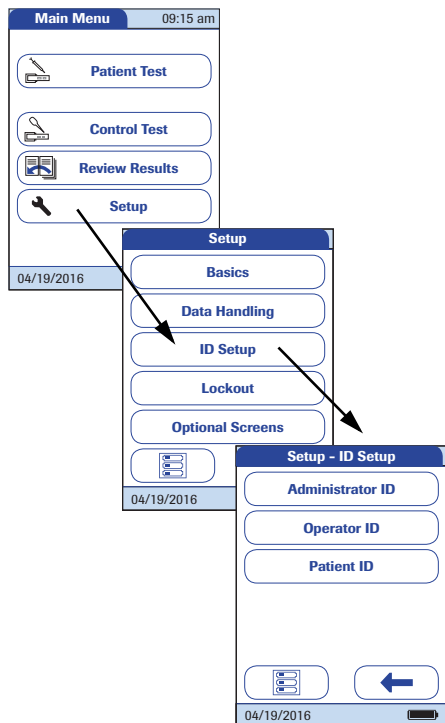 Main Menu 09:15 am
Patient Test
Control Test
Review Results
Setup
04/19/2016
Setup
Basics
Data Handling
ID Setup
Lockout
Optional Screens
04/19/2016
Setup - ID Setup
Administrator ID
Operator ID
Patient ID
04/19/2016